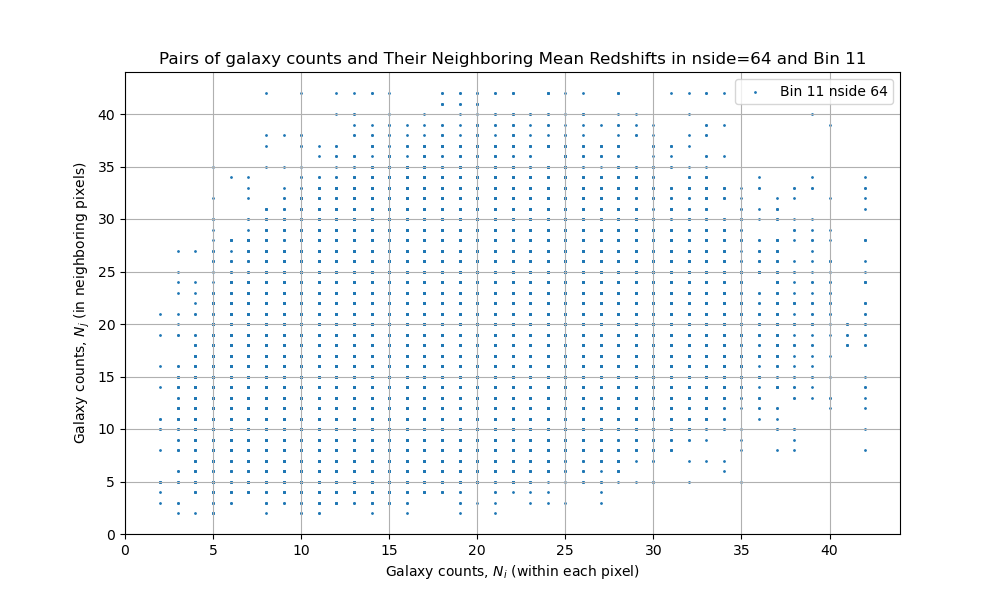 Pairs of galaxy counts and Their Neighboring Mean Redshifts in nside=64 and Bin 11
Bin 11 nside 64
Galaxy counts, N_j (in neighboring pixels)
40
35
30
25
20
15
10
5
0
0 5 10 15 20 25 30 35 40
Galaxy counts, N_i (within each pixel)